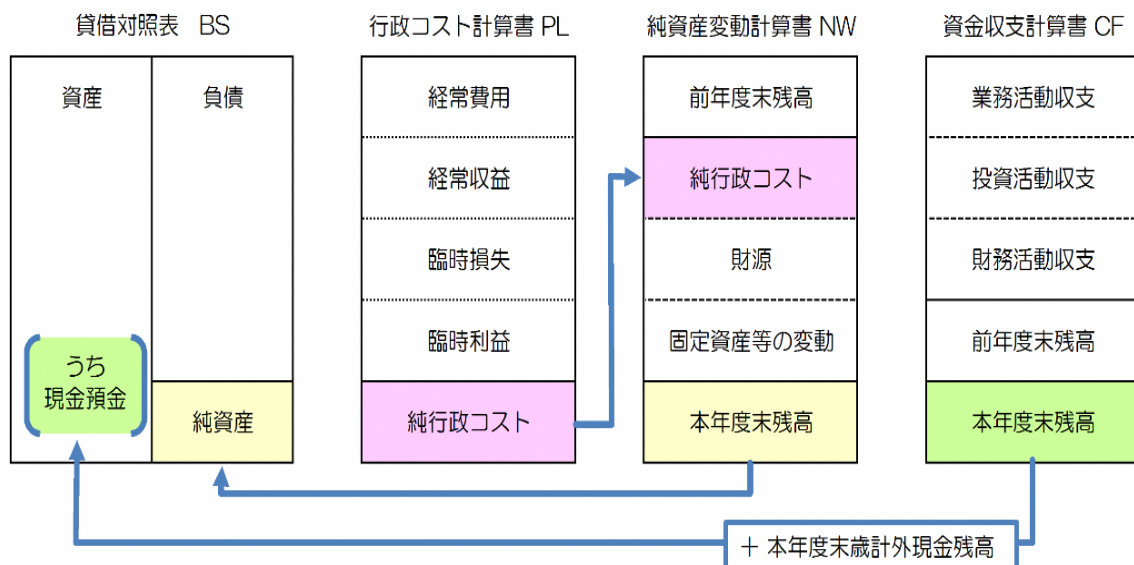 貸借対照表 BS
資産
負債
うち
現金預金
純資産
行政コスト計算書 PL
経常費用
経常収益
臨時損失
臨時利益
純行政コスト
純資産変動計算書 NW
前年度末残高
純行政コスト
財源
固定資産等の変動
本年度末残高
資金収支計算書 CF
業務活動収支
投資活動収支
財務活動収支
前年度末残高
本年度末残高
＋ 本年度末歳計外現金残高